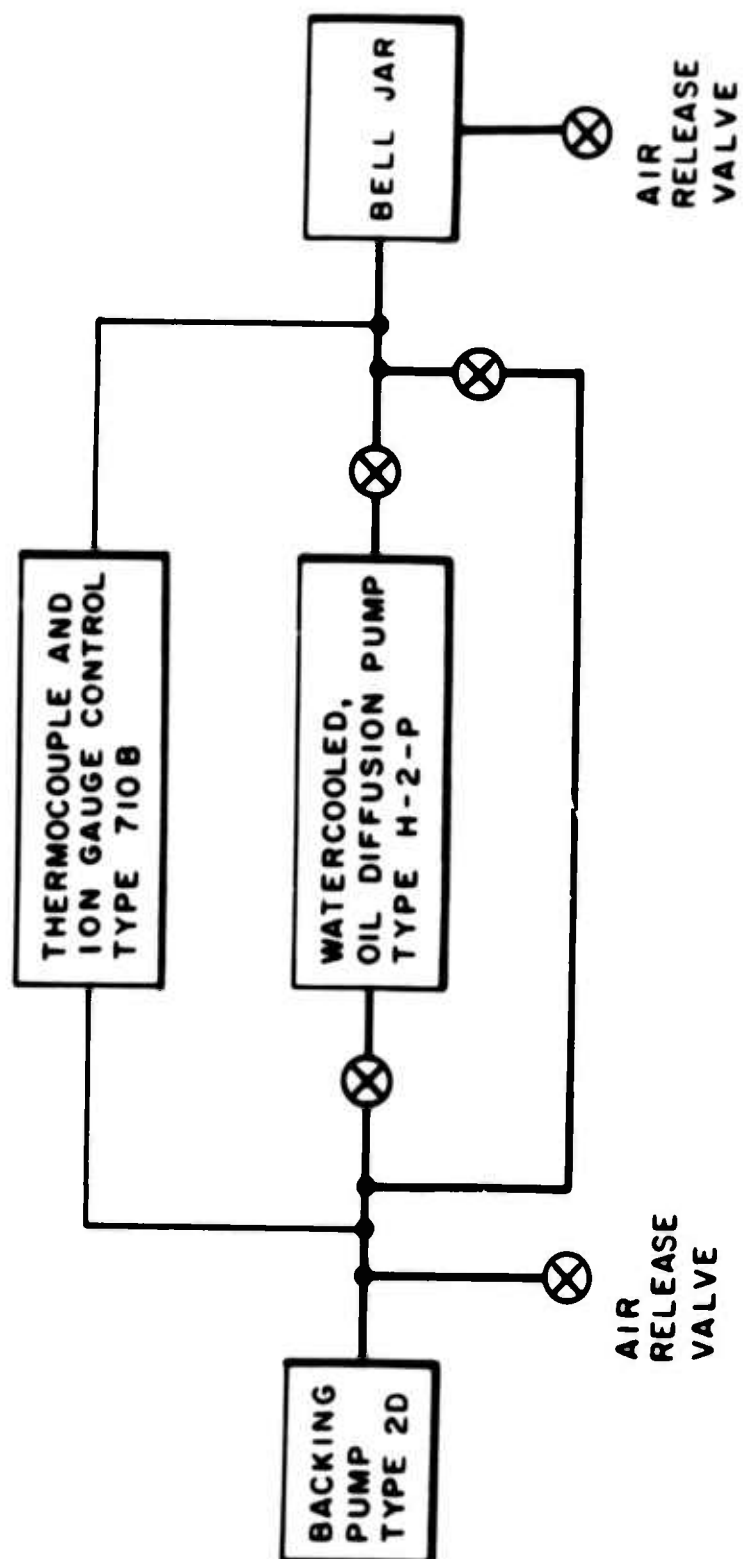 THERMOCOUPLE AND
ION GAUGE CONTROL
TYPE 710B
BACKING
PUMP
TYPE 2D
WATERCOOLED,
OIL DIFFUSION PUMP
TYPE H-2-P
BELL JAR
AIR
RELEASE
VALVE
AIR
RELEASE
VALVE